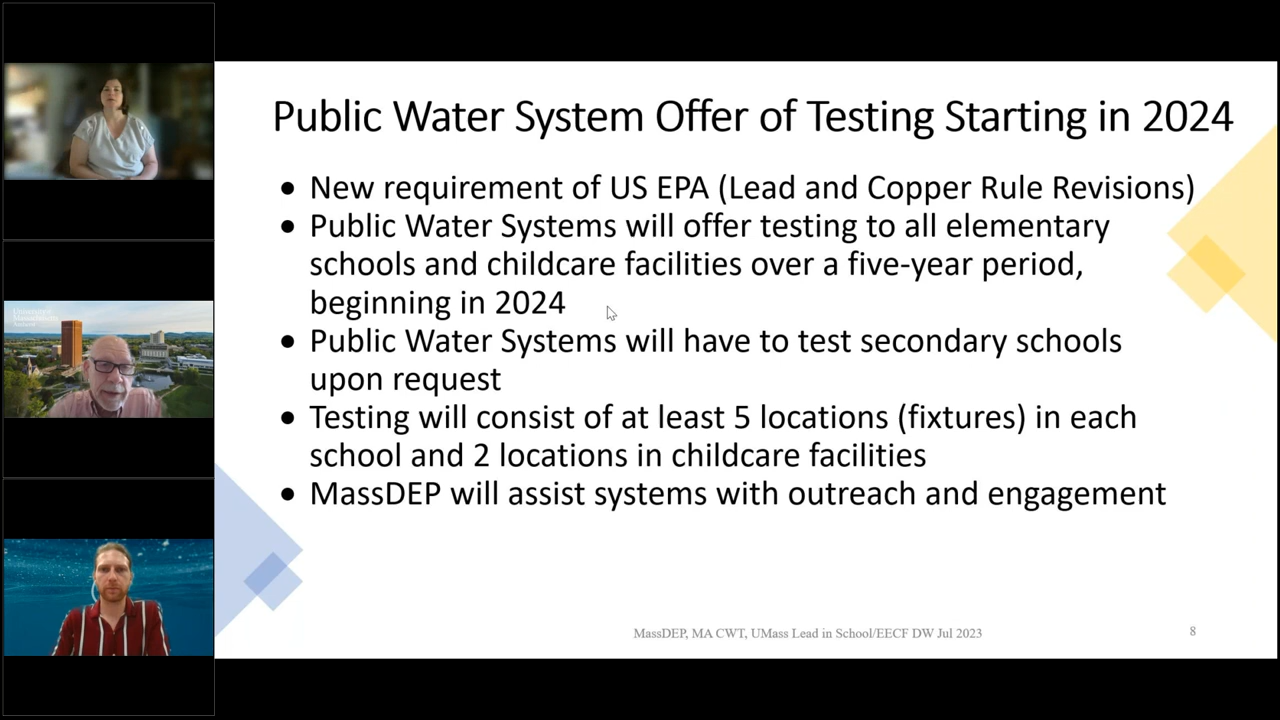 Public Water System Offer of Testing Starting in 2024
• New requirement of US EPA (Lead and Copper Rule Revisions)
• Public Water Systems will offer testing to all elementary
schools and childcare facilities over a five-year period,
beginning in 2024
• Public Water Systems will have to test secondary schools
upon request
• Testing will consist of at least 5 locations (fixtures) in each
school and 2 locations in childcare facilities
• MassDEP will assist systems with outreach and engagement
MassDEP, MA CWT, UMass Lead in School/EECF DW Jul 2023
8